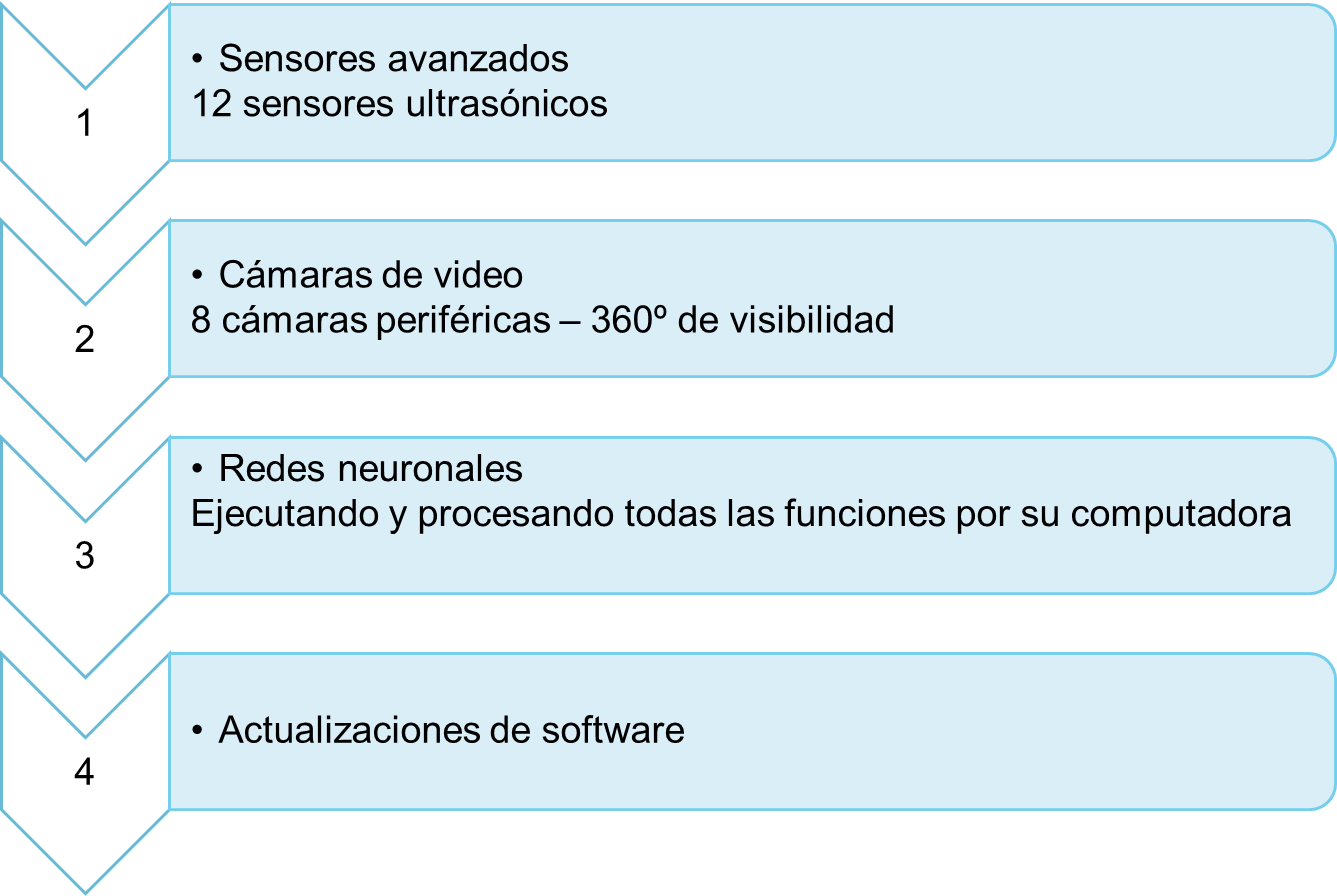 1
• Sensores avanzados
12 sensores ultrasónicos
2
• Cámaras de video
8 cámaras periféricas – 360º de visibilidad
3
• Redes neuronales
Ejecutando y procesando todas las funciones por su computadora
4
• Actualizaciones de software